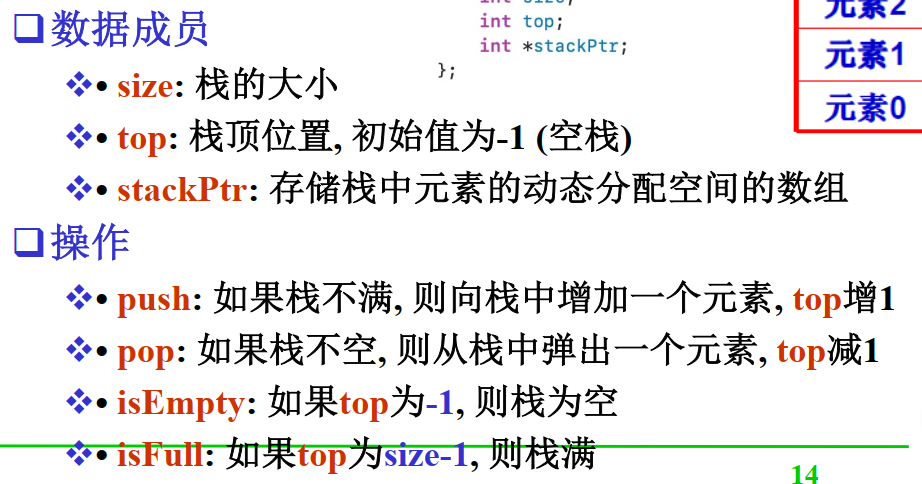 数据成员
int top;
int *stackPtr;
};
元素2
元素1
元素0
• size: 栈的大小
• top: 栈顶位置, 初始值为-1 (空栈)
• stackPtr: 存储栈中元素的动态分配空间的数组
操作
• push: 如果栈不满, 则向栈中增加一个元素, top增1
• pop: 如果栈不空, 则从栈中弹出一个元素, top减1
• isEmpty: 如果top为-1, 则栈为空
• isFull: 如果top为size-1, 则栈满
14